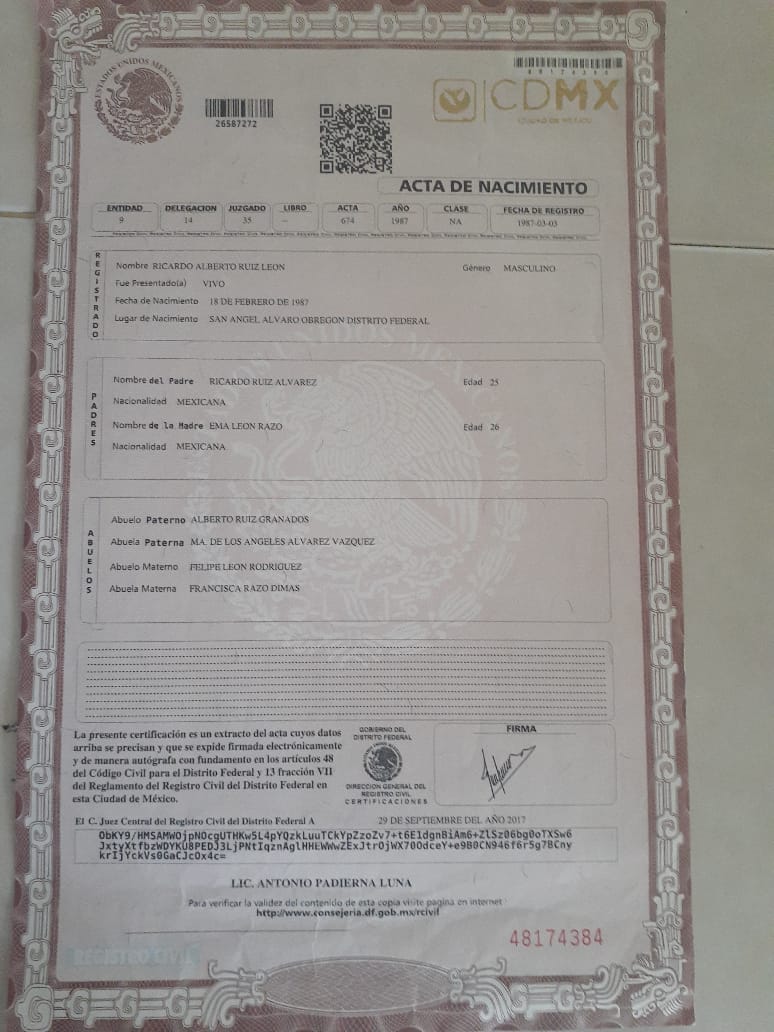 ESTADOS UNIDOS MEXICANOS
26587272
48174384
CDMX
CIUDAD DE MÉXICO
ACTA DE NACIMIENTO
ENTIDAD DELEGACION JUZGADO LIBRO ACTA AÑO CLASE FECHA DE REGISTRO
9 14 35 -- 674 1987 NA 1987-03-03
REGISTRADO
Nombre RICARDO ALBERTO RUIZ LEON Género MASCULINO
Fue Presentado(a) VIVO
Fecha de Nacimiento 18 DE FEBRERO DE 1987
Lugar de Nacimiento SAN ANGEL ALVARO OBREGON DISTRITO FEDERAL
PADRES
Nombre del Padre RICARDO RUIZ ALVAREZ Edad 25
Nacionalidad MEXICANA
Nombre de la Madre EMA LEON RAZO Edad 26
Nacionalidad MEXICANA
ABUELOS
Abuelo Paterno ALBERTO RUIZ GRANADOS
Abuela Paterna MA. DE LOS ANGELES ALVAREZ VAZQUEZ
Abuelo Materno FELIPE LEON RODRIGUEZ
Abuela Materna FRANCISCA RAZO DIMAS
La presente certificación es un extracto del acta cuyos datos
arriba se precisan y que se expide firmada electrónicamente
y de manera autógrafa con fundamento en los artículos 48
del Código Civil para el Distrito Federal y 13 fracción VII
del Reglamento del Registro Civil del Distrito Federal en
esta Ciudad de México.
GOBIERNO DEL
DISTRITO FEDERAL
DIRECCION GENERAL DEL
REGISTRO CIVIL
CERTIFICACIONES
FIRMA
El C. Juez Central del Registro Civil del Distrito Federal A 29 DE SEPTIEMBRE DEL AÑO 2017
ObKY9/HMSAMWOjpNOcgUTHKw5L4pYQzkLuuTCkYpZzoZv7+t6EIdgnBiAm6+ZlSz06bg0oTXSw6
JxtyXtfbzWDYKU8PEDJ3LjPNtIqznAglHHEWWwZExJtrOjWX70OdceY+e9B0CN946f6r5g7BCny
krIjYckVs0GaCJcOx4c=
LIC. ANTONIO PADIERNA LUNA
Para verificar la validez del contenido de esta copia visite pagina en internet
http://www.consejeria.df.gob.mx/rcivil
48174384
REGISTRO CIVIL